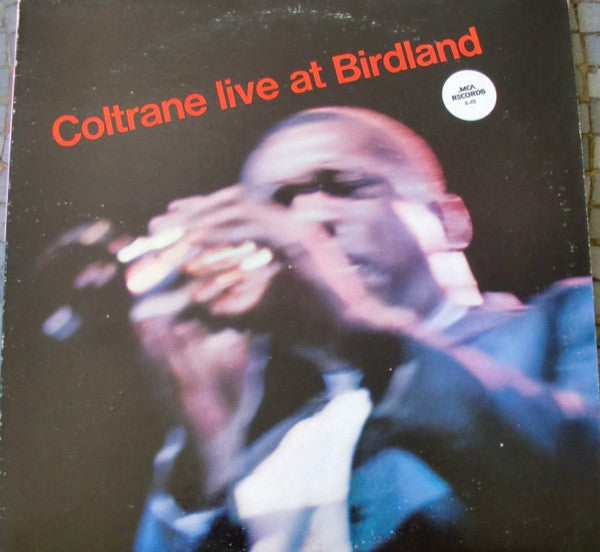 Coltrane live at Birdland
MCA
RECORDS